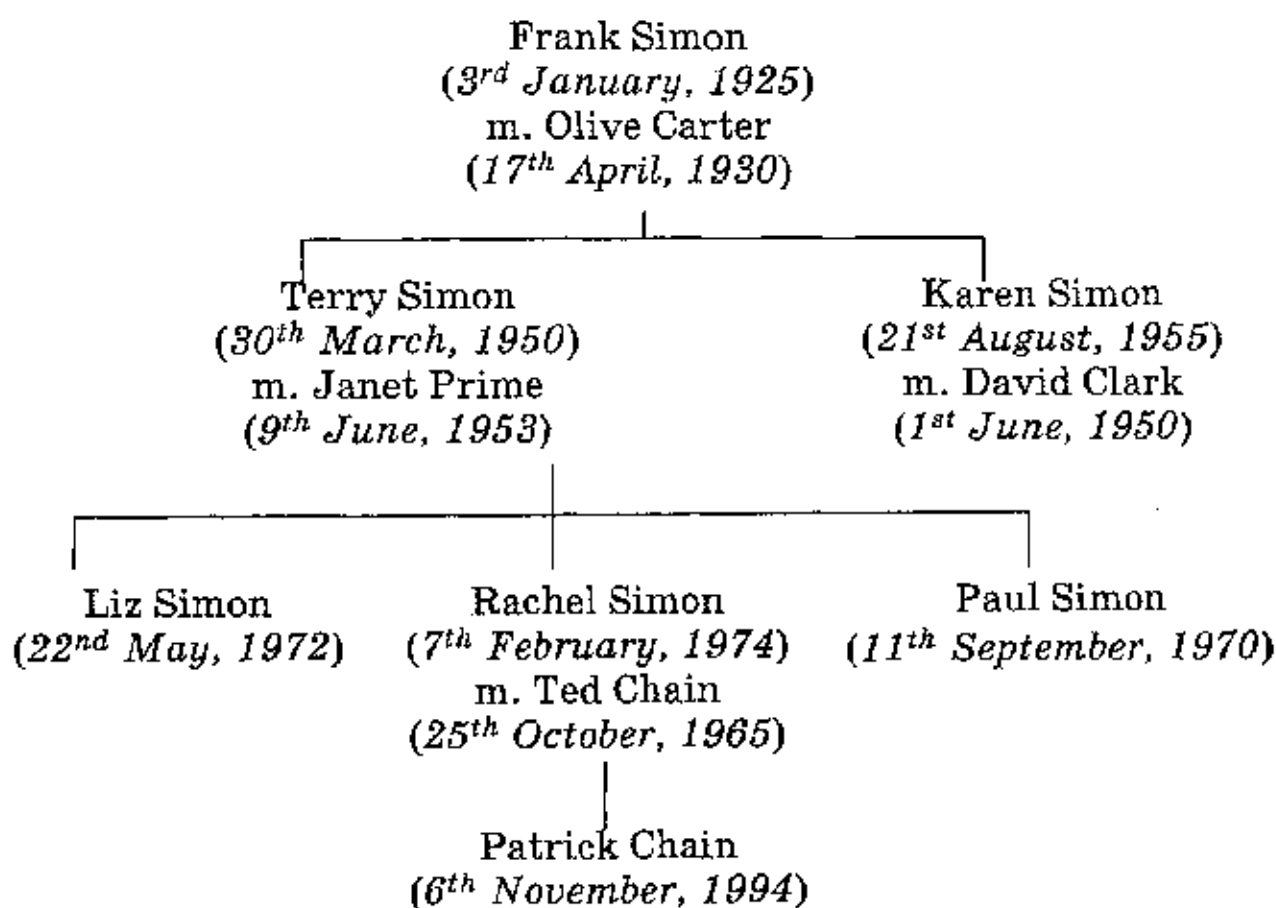 Frank Simon
(3rd January, 1925)
m. Olive Carter
(17th April, 1930)
Terry Simon
(30th March, 1950)
m. Janet Prime
(9th June, 1953)
Karen Simon
(21st August, 1955)
m. David Clark
(1st June, 1950)
Liz Simon
(22nd May, 1972)
Rachel Simon
(7th February, 1974)
m. Ted Chain
(25th October, 1965)
Paul Simon
(11th September, 1970)
Patrick Chain
(6th November, 1994)